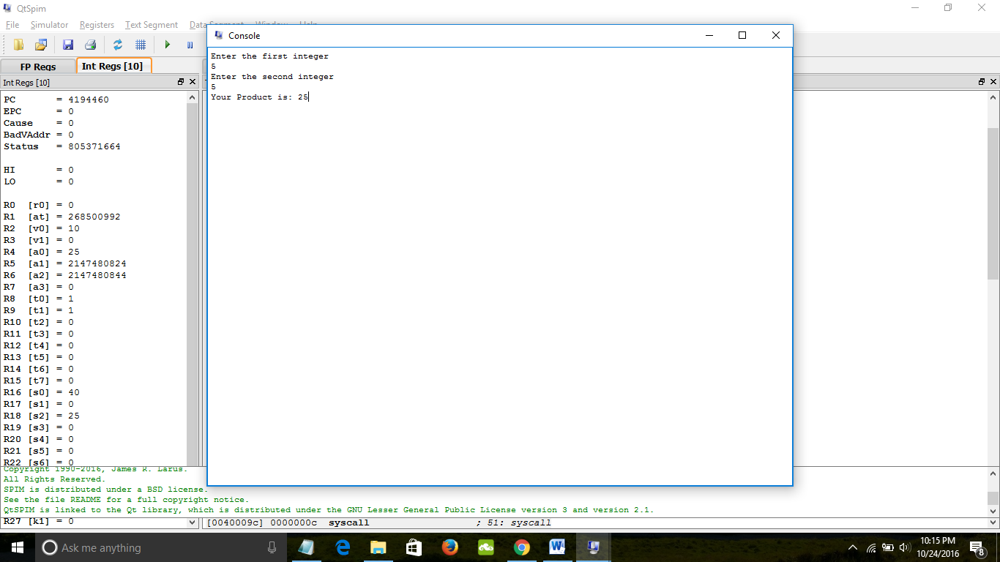 QtSpim
File Simulator Registers Text Segment Data Segment Window Help
Console
Enter the first integer
5
Enter the second integer
5
Your Product is: 25
FP Regs Int Regs [10]
Int Regs [10]
PC = 4194460
EPC = 0
Cause = 0
BadVAddr = 0
Status = 805371664
HI = 0
LO = 0
R0 [r0] = 0
R1 [at] = 268500992
R2 [v0] = 10
R3 [v1] = 0
R4 [a0] = 25
R5 [a1] = 2147480824
R6 [a2] = 2147480844
R7 [a3] = 0
R8 [t0] = 1
R9 [t1] = 1
R10 [t2] = 0
R11 [t3] = 0
R12 [t4] = 0
R13 [t5] = 0
R14 [t6] = 0
R15 [t7] = 0
R16 [s0] = 40
R17 [s1] = 0
R18 [s2] = 25
R19 [s3] = 0
R20 [s4] = 0
R21 [s5] = 0
R22 [s6] = 0
Copyright 1990-2016, James R. Larus.
All Rights Reserved.
SPIM is distributed under a BSD license.
See the file README for a full copyright notice.
QtSPIM is linked to the Qt library, which is distributed under the GNU Lesser General Public License version 3 and version 2.1.
R27 [k1] = 0
[0040009c] 0000000c syscall ; 51: syscall
Ask me anything
10:15 PM
10/24/2016
8